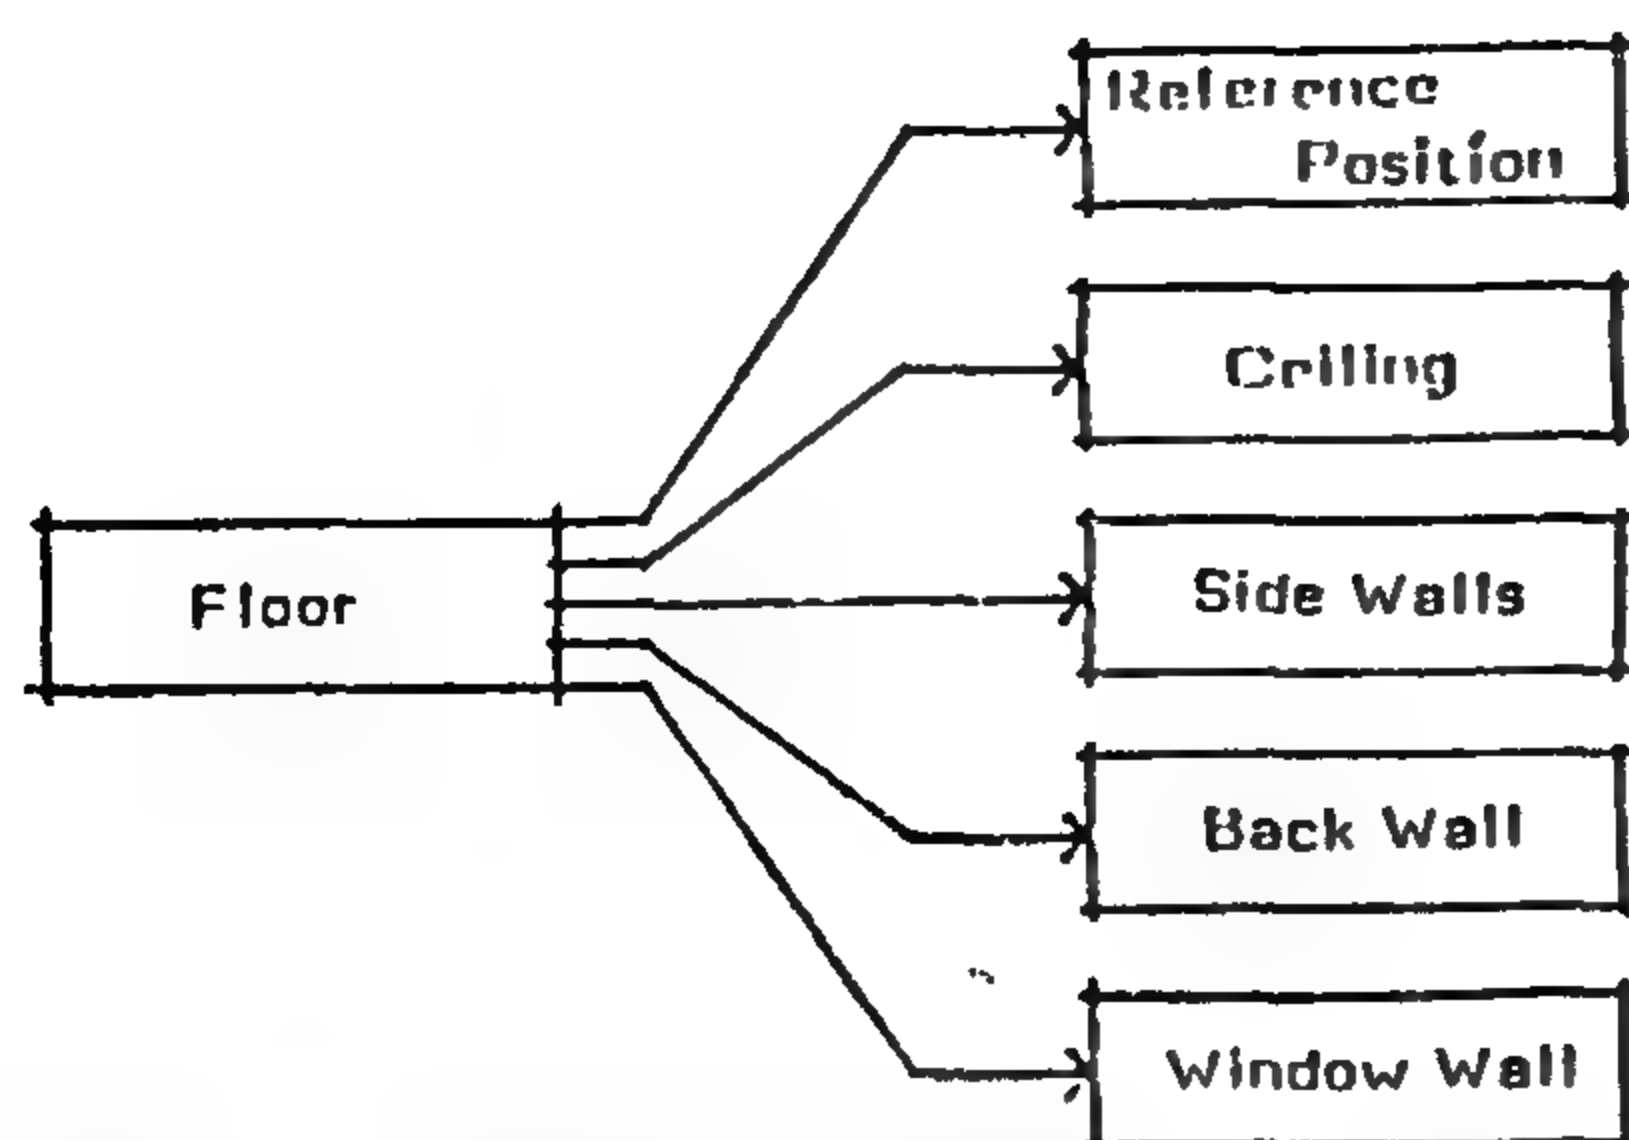 Reference
Position
Ceiling
Floor
Side Walls
Back Wall
Window Wall